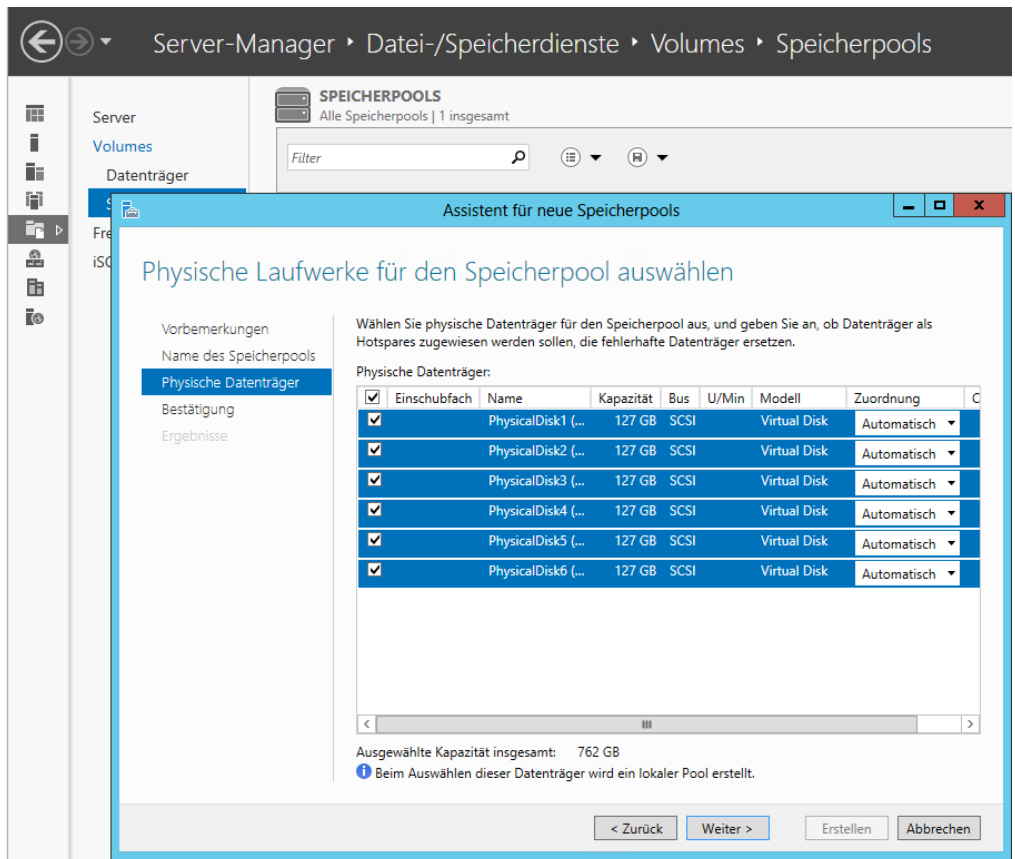 Server-Manager ‣ Datei-/Speicherdienste ‣ Volumes ‣ Speicherpools
Server
Volumes
Datenträger
S
Fre
iSC
SPEICHERPOOLS
Alle Speicherpools | 1 insgesamt
Filter
Assistent für neue Speicherpools
Physische Laufwerke für den Speicherpool auswählen
Vorbemerkungen
Name des Speicherpools
Physische Datenträger
Bestätigung
Ergebnisse
Wählen Sie physische Datenträger für den Speicherpool aus, und geben Sie an, ob Datenträger als
Hotspares zugewiesen werden sollen, die fehlerhafte Datenträger ersetzen.
Physische Datenträger:
Einschubfach Name Kapazität Bus U/Min Modell Zuordnung C
PhysicalDisk1 (... 127 GB SCSI Virtual Disk Automatisch
PhysicalDisk2 (... 127 GB SCSI Virtual Disk Automatisch
PhysicalDisk3 (... 127 GB SCSI Virtual Disk Automatisch
PhysicalDisk4 (... 127 GB SCSI Virtual Disk Automatisch
PhysicalDisk5 (... 127 GB SCSI Virtual Disk Automatisch
PhysicalDisk6 (... 127 GB SCSI Virtual Disk Automatisch
Ausgewählte Kapazität insgesamt: 762 GB
Beim Auswählen dieser Datenträger wird ein lokaler Pool erstellt.
< Zurück Weiter > Erstellen Abbrechen